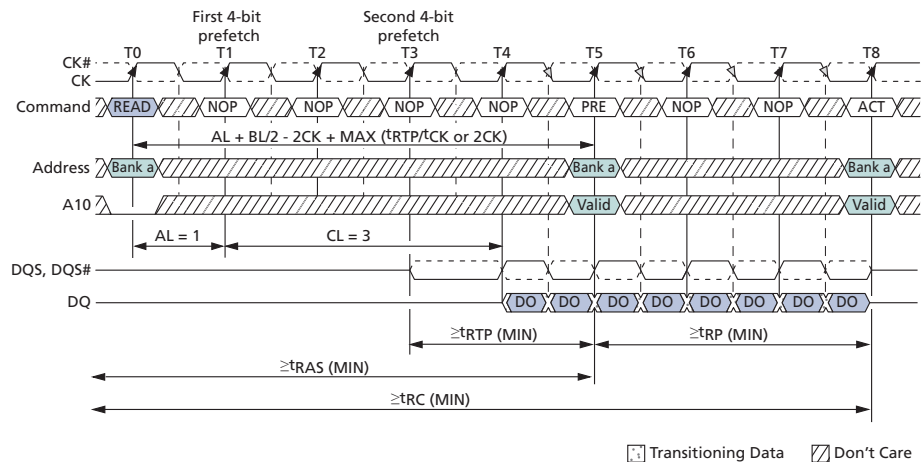 First 4-bit prefetch
Second 4-bit prefetch
T0 T1 T2 T3 T4 T5 T6 T7 T8
CK#
CK
Command READ NOP NOP NOP NOP PRE NOP NOP ACT
AL + BL/2 - 2CK + MAX (tRTP/tCK or 2CK)
Address Bank a Bank a Bank a
A10 Valid Valid
AL = 1 CL = 3
DQS, DQS#
DQ DO DO DO DO DO DO DO DO
≥tRTP (MIN) ≥tRP (MIN)
≥tRAS (MIN)
≥tRC (MIN)
Transitioning Data Don't Care